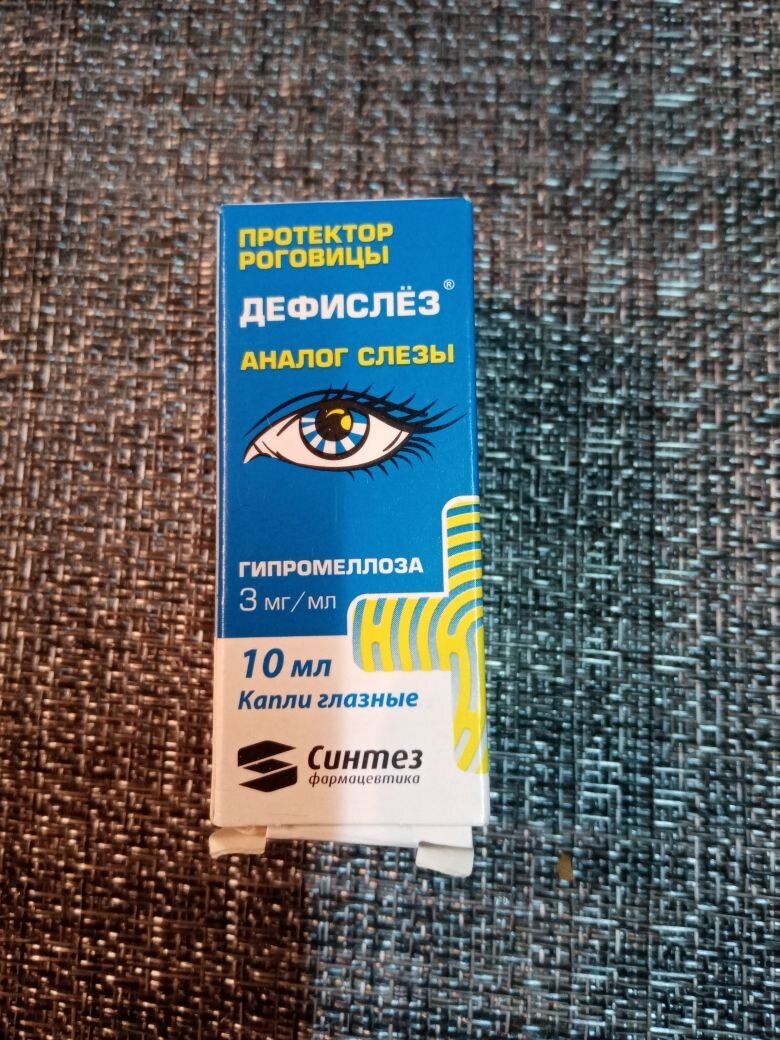 ПРОТЕКТОР
РОГОВИЦЫ
ДЕФИСЛЁЗ®
АНАЛОГ СЛЕЗЫ
ГИПРОМЕЛЛОЗА
3 мг/мл
10 мл
Капли глазные
Синтез
фармацевтика